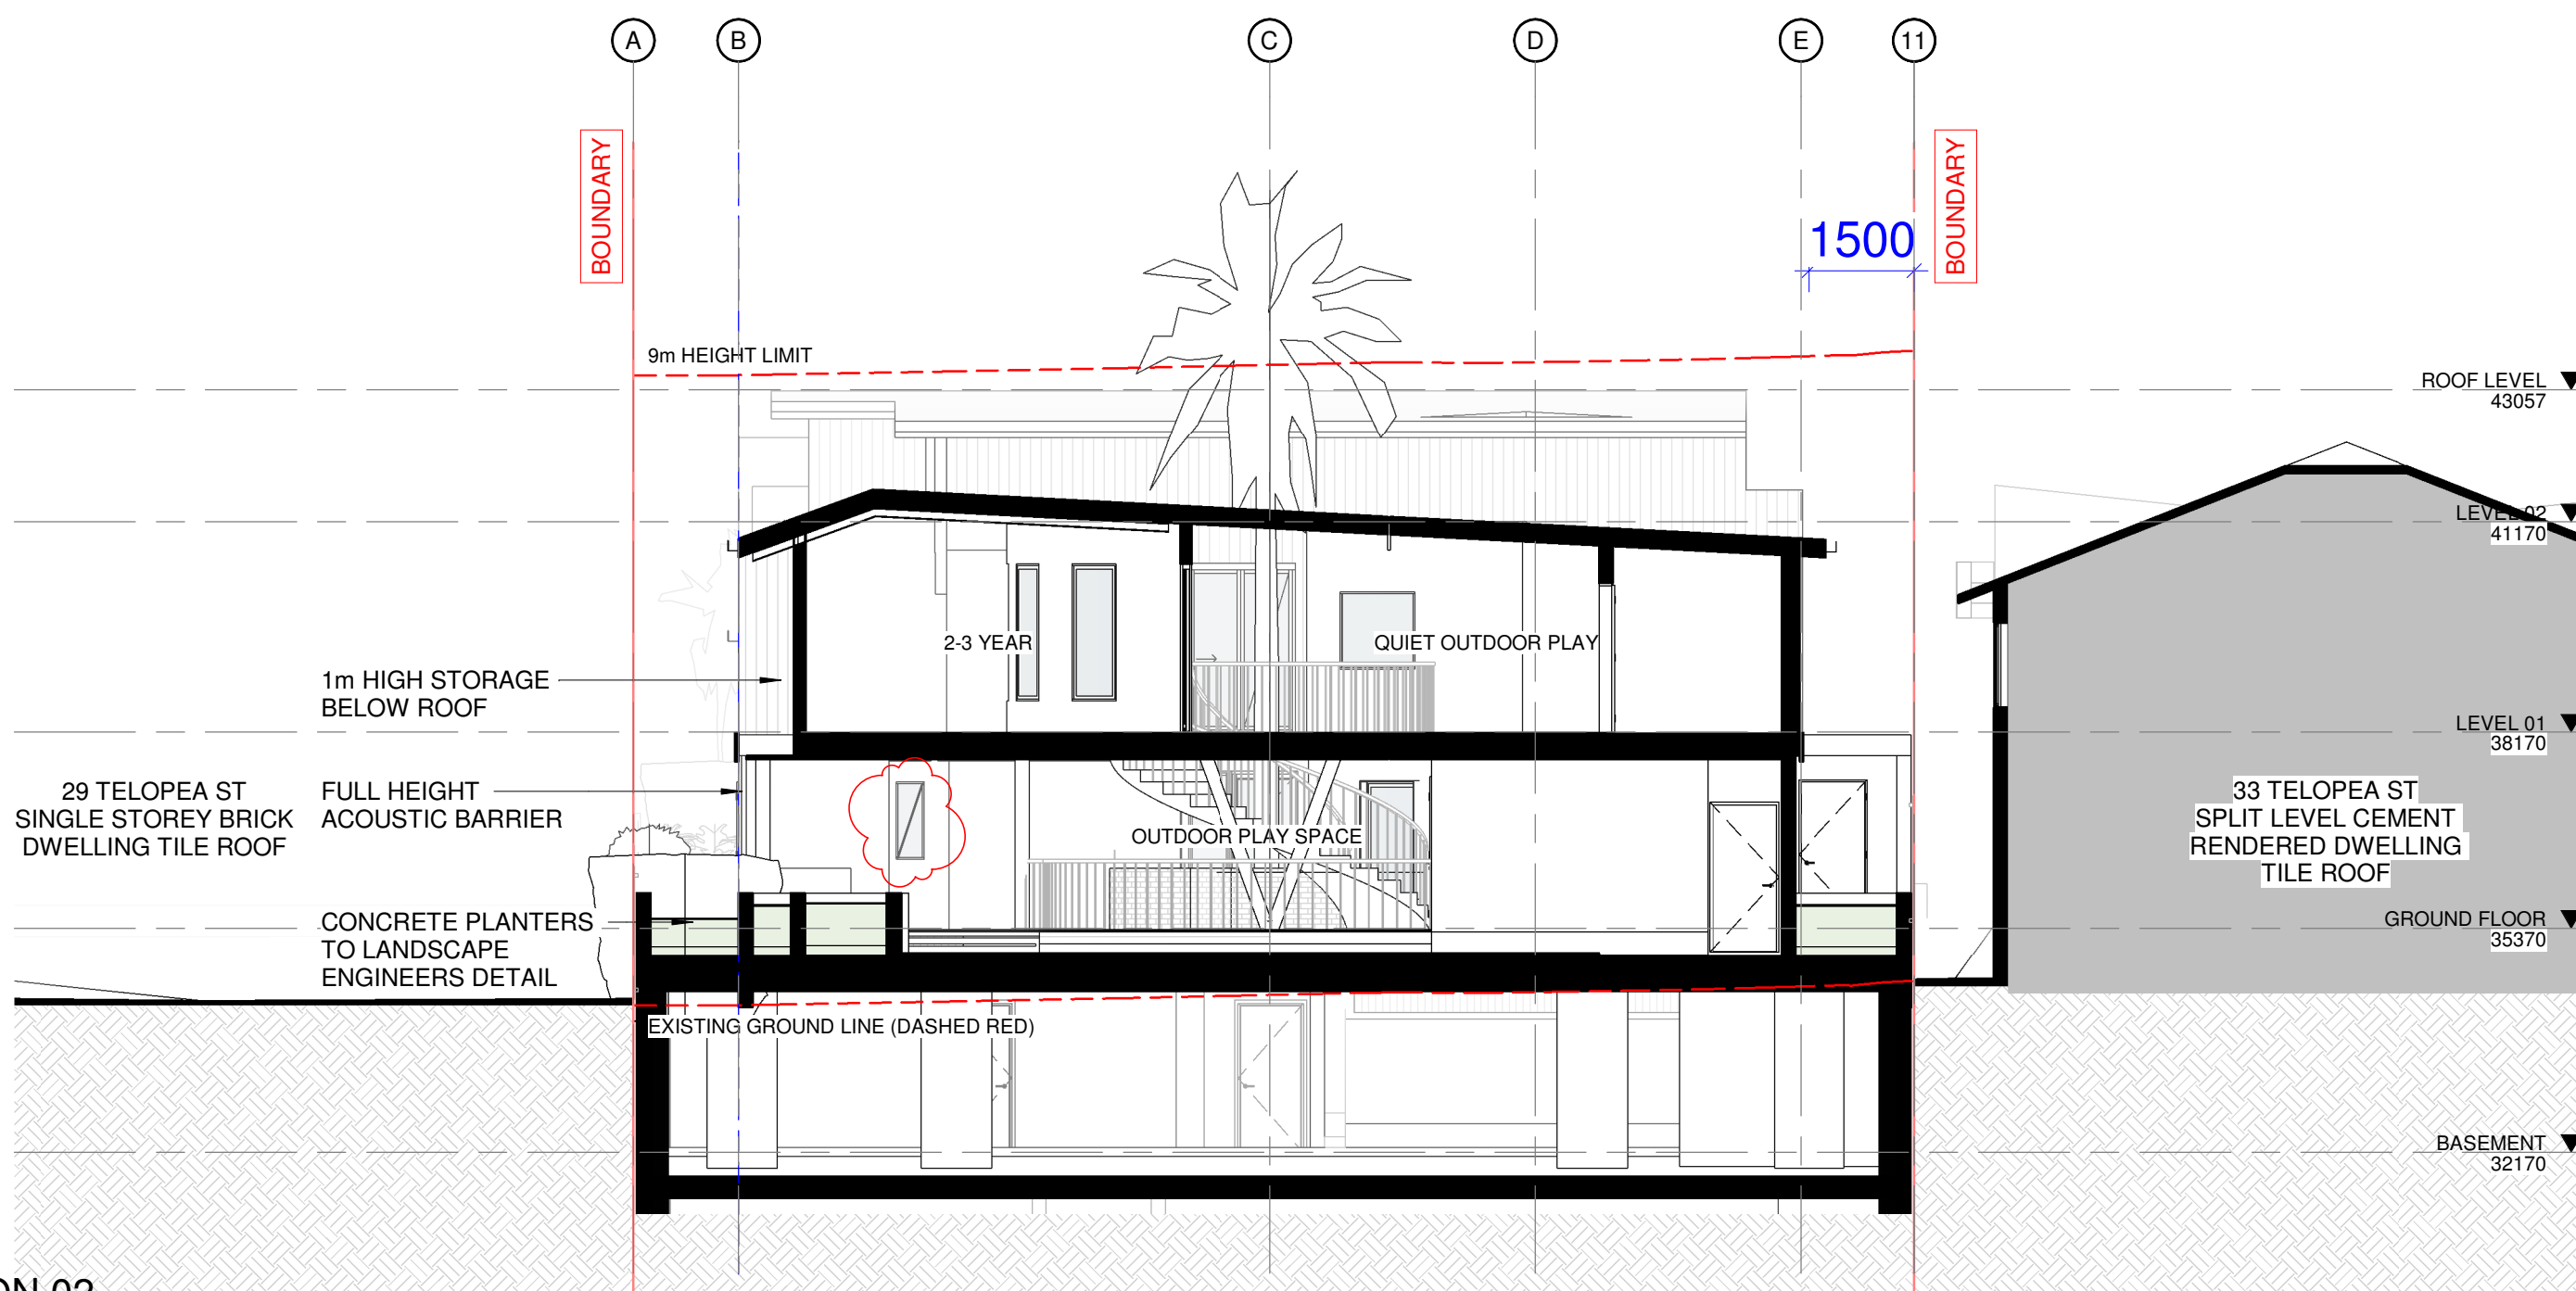 A
B
C
D
E
11
BOUNDARY
BOUNDARY
1500
9m HEIGHT LIMIT
ROOF LEVEL
43057
LEVEL 02
41170
2-3 YEAR
QUIET OUTDOOR PLAY
1m HIGH STORAGE
BELOW ROOF
LEVEL 01
38170
29 TELOPEA ST
SINGLE STOREY BRICK
DWELLING TILE ROOF
FULL HEIGHT
ACOUSTIC BARRIER
OUTDOOR PLAY SPACE
33 TELOPEA ST
SPLIT LEVEL CEMENT
RENDERED DWELLING
TILE ROOF
CONCRETE PLANTERS
TO LANDSCAPE
ENGINEERS DETAIL
GROUND FLOOR
35370
EXISTING GROUND LINE (DASHED RED)
BASEMENT
32170